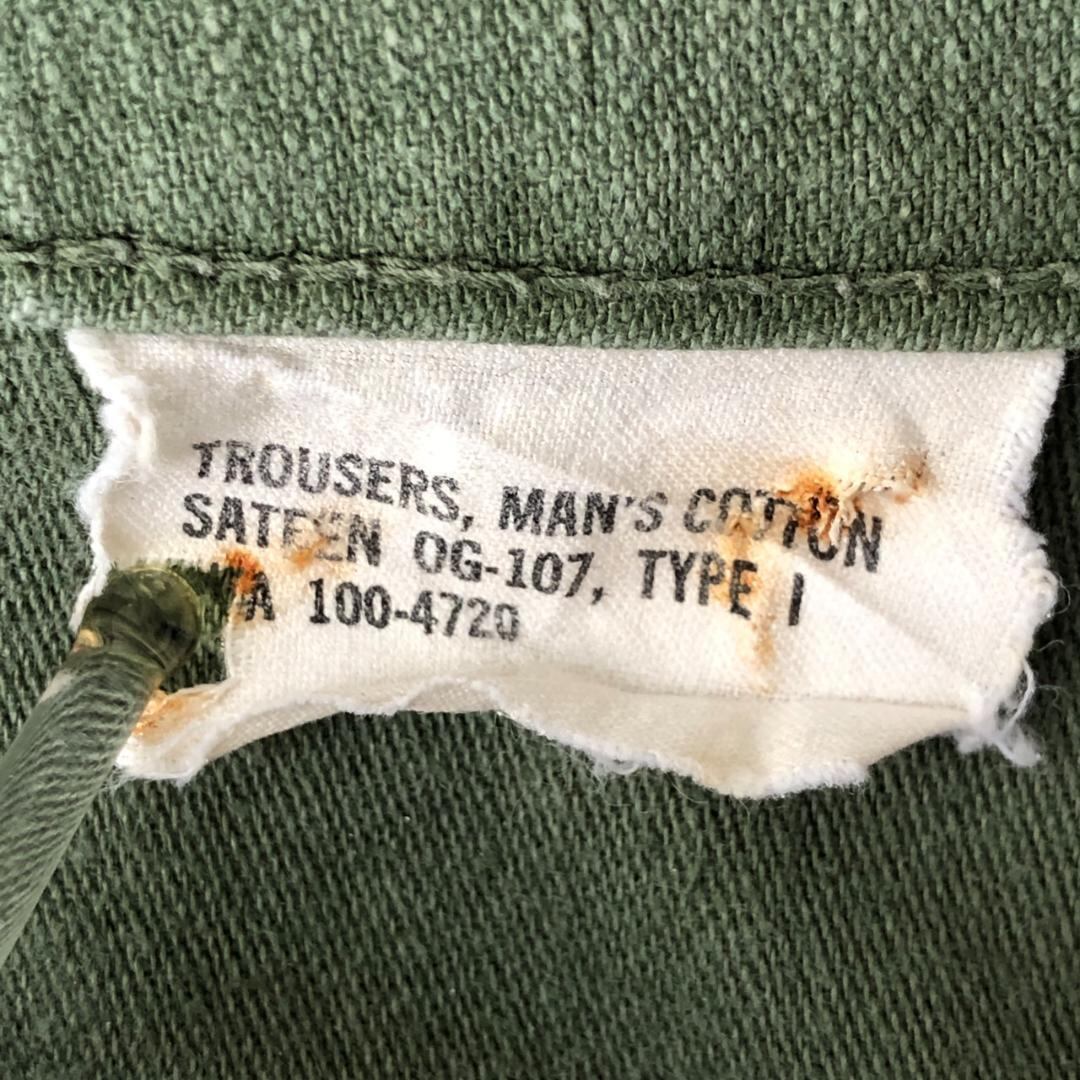 TROUSERS, MAN'S COTTON
SATEEN OG-107, TYPE I
100-4720